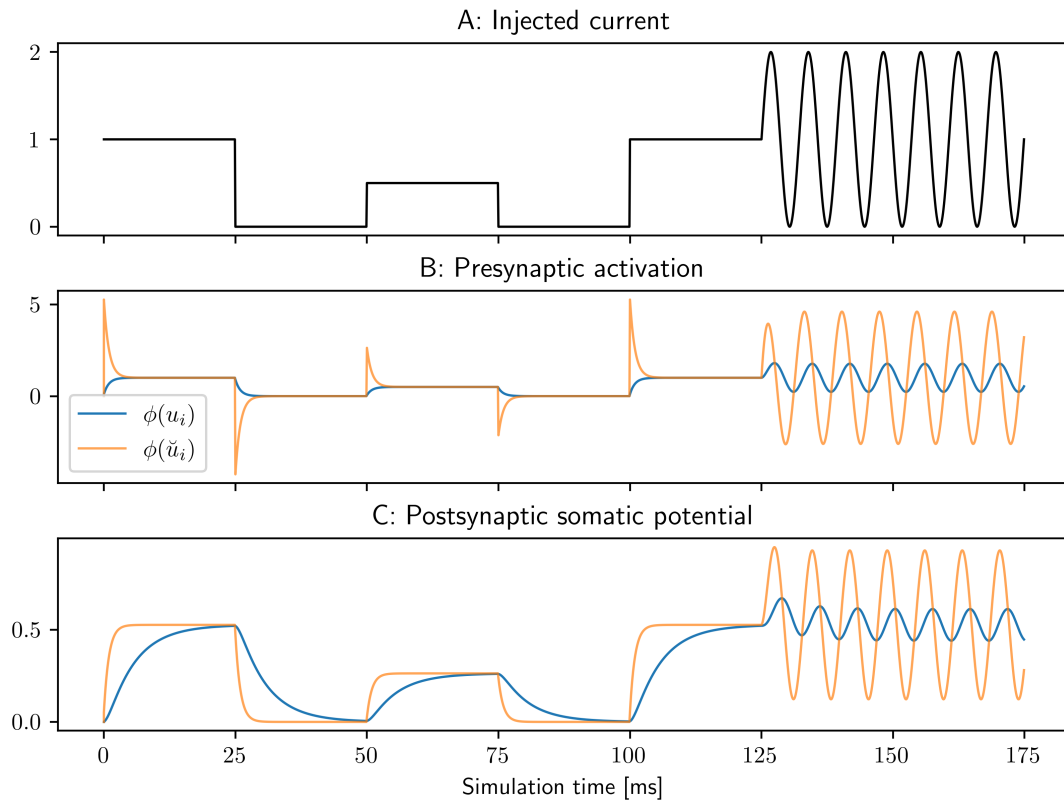 A: Injected current
2
1
0
B: Presynaptic activation
5
0
ϕ(u_i)
ϕ(ŭ_i)
C: Postsynaptic somatic potential
0.5
0.0
0 25 50 75 100 125 150 175
Simulation time [ms]